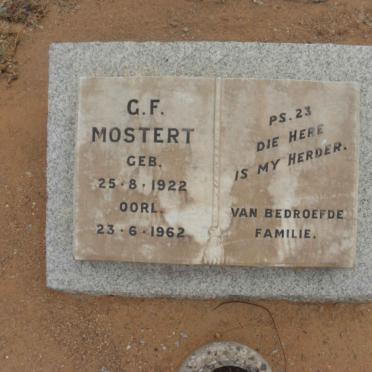 G.F.
MOSTERT
GEB.
25·8·1922
OORL.
23·6·1962
PS. 23
DIE HERE
IS MY HERDER.
VAN BEDROEFDE
FAMILIE.